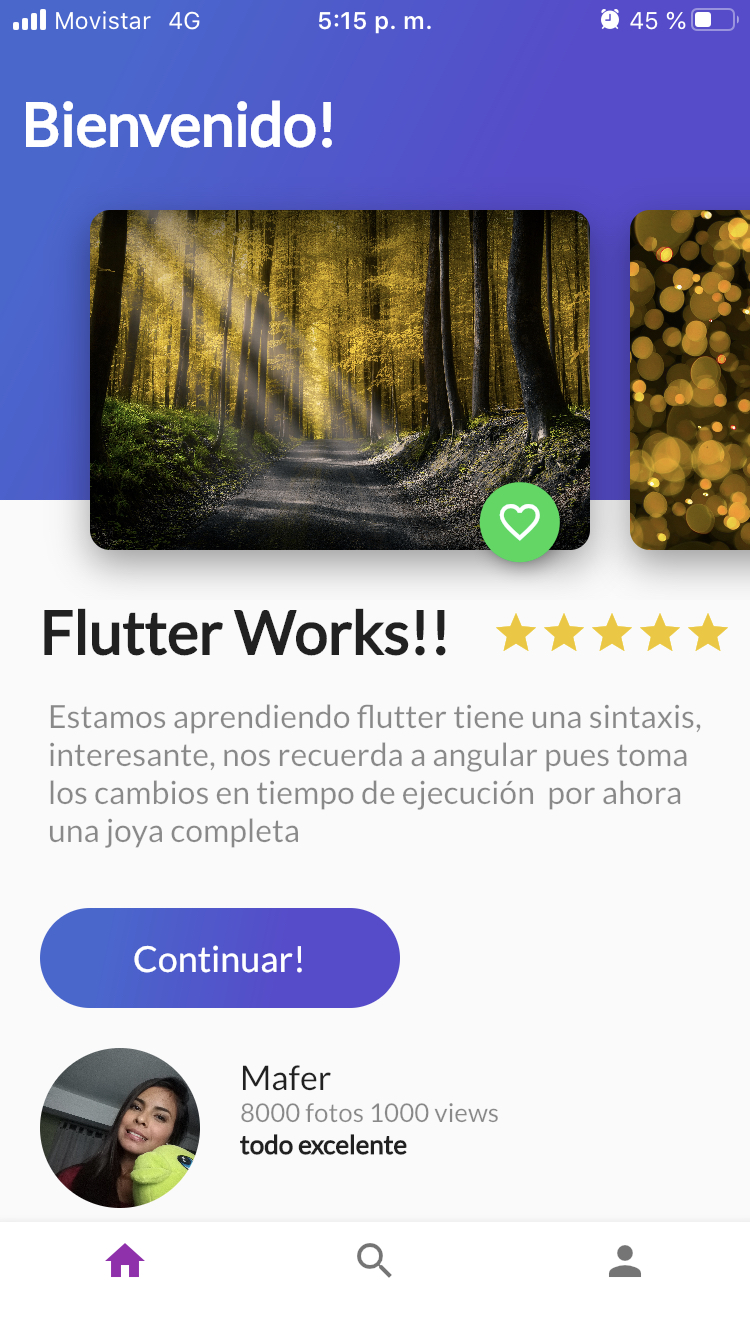 Movistar 4G 5:15 p. m. 45 %
Bienvenido!
Flutter Works!!
Estamos aprendiendo flutter tiene una sintaxis,
interesante, nos recuerda a angular pues toma
los cambios en tiempo de ejecución  por ahora
una joya completa
Continuar!
Mafer
8000 fotos 1000 views
todo excelente